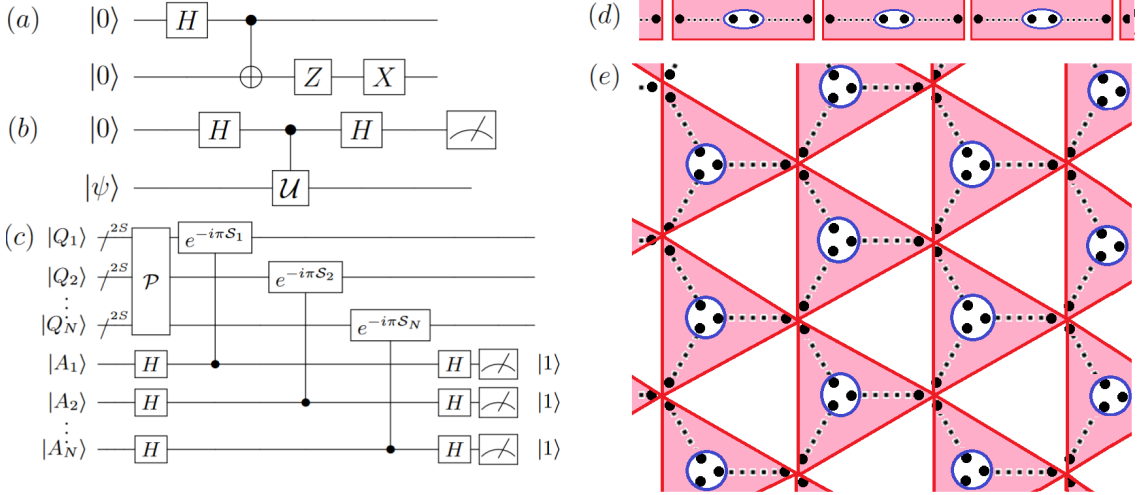 (a) |0⟩ H
|0⟩ Z X
(b) |0⟩ H H
|ψ⟩ 𝒰
(c) |Q₁⟩ 2S 𝒫 e^{-iπ𝒮₁}
|Q₂⟩ 2S e^{-iπ𝒮₂}
⋮
|Q_N⟩ 2S e^{-iπ𝒮_N}
|A₁⟩ H H |1⟩
|A₂⟩ H H |1⟩
⋮
|A_N⟩ H H |1⟩
(d)
(e)